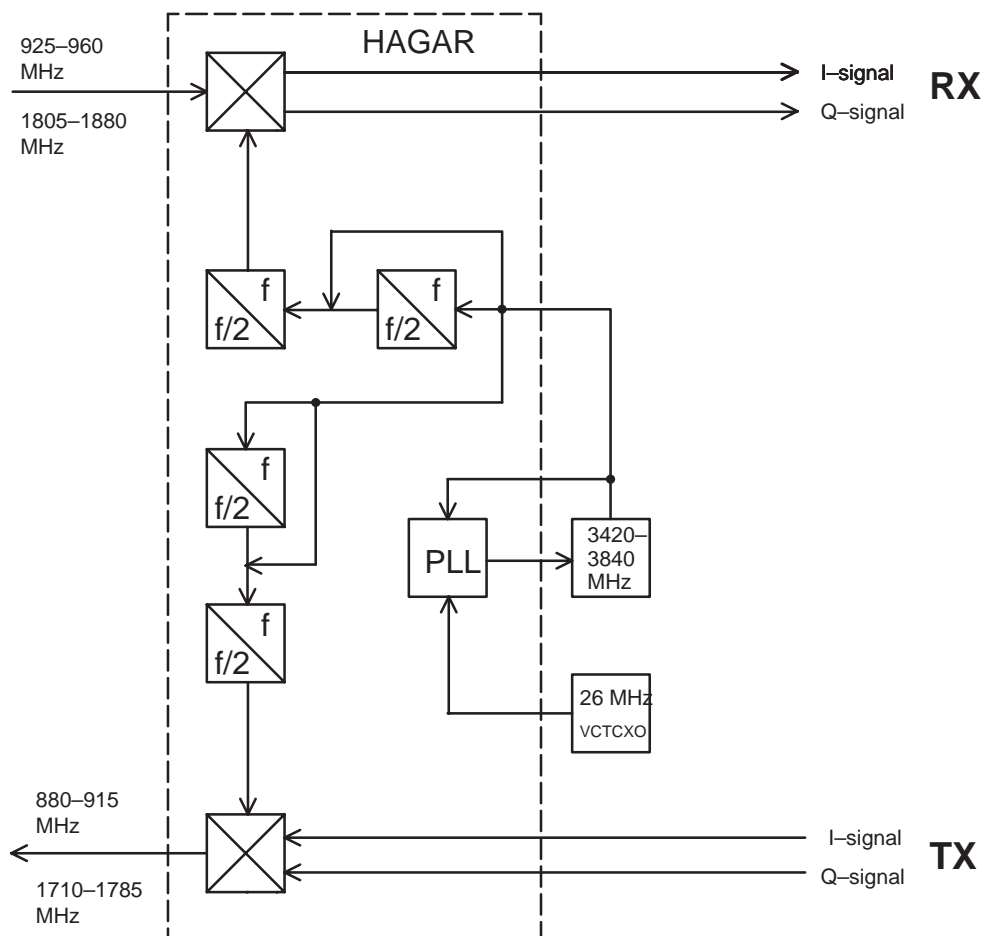 HAGAR
925–960
MHz
1805–1880
MHz
I–signal
Q–signal
RX
f
f/2
f
f/2
f
f/2
PLL
3420–
3840
MHz
f
f/2
26 MHz
VCTCXO
880–915
MHz
1710–1785
MHz
I–signal
Q–signal
TX